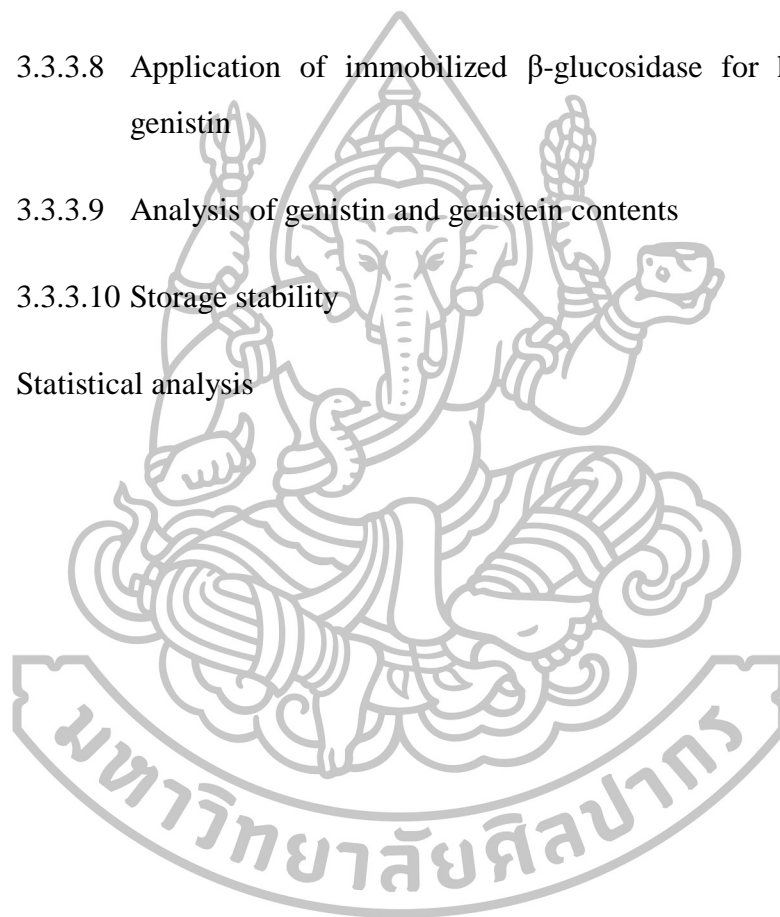 3.3.3.8 Application of immobilized β-glucosidase for
genistin
3.3.3.9 Analysis of genistin and genistein contents
3.3.3.10 Storage stability
Statistical analysis
มหาวิทยาลัยศิลปากร